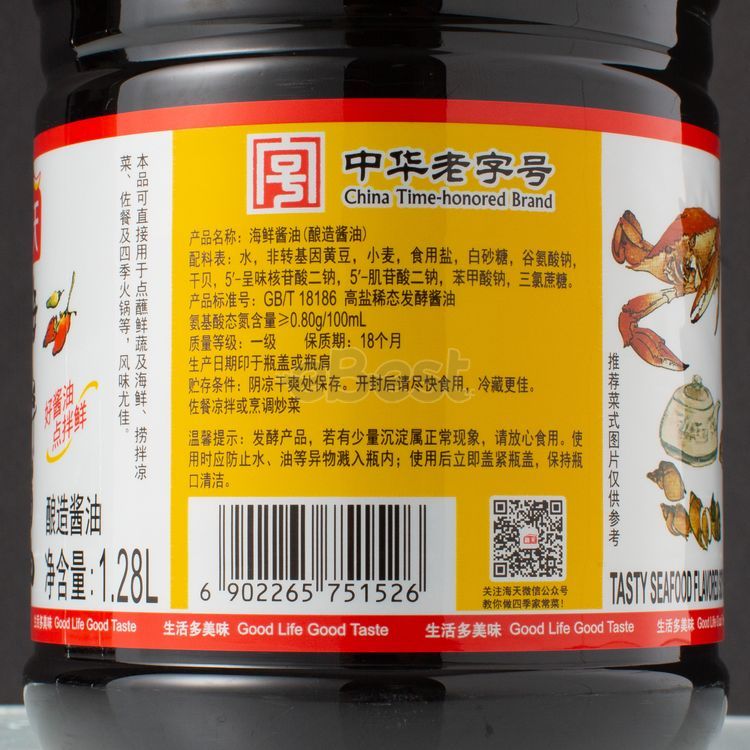 中华老字号
China Time-honored Brand
产品名称: 海鲜酱油(酿造酱油)
配料表: 水, 非转基因黄豆, 小麦, 食用盐, 白砂糖, 谷氨酸钠,
干贝, 5′-呈味核苷酸二钠, 5′-肌苷酸二钠, 苯甲酸钠, 三氯蔗糖。
产品标准号: GB/T 18186 高盐稀态发酵酱油
氨基酸态氮含量≥0.80g/100mL
质量等级: 一级 保质期: 18个月
生产日期印于瓶盖或瓶肩
贮存条件: 阴凉干爽处保存。开封后请尽快食用, 冷藏更佳。
佐餐凉拌或烹调炒菜
温馨提示: 发酵产品, 若有少量沉淀属正常现象, 请放心食用。使
用时应防止水、油等异物溅入瓶内; 使用后立即盖紧瓶盖, 保持瓶
口清洁。
6 902265 751526
关注海天微信公众号
教你做四季家常菜!
本品可直接用于点蘸鲜蔬及海鲜、捞拌凉
菜、佐餐及四季火锅等, 风味尤佳。
天
好酱油
点拌鲜
酿造酱油
净含量: 1.28L
推荐菜式图片仅供参考
TASTY SEAFOOD FLAVORED
生活多美味 Good Life Good Taste
生活多美味 Good Life Good Taste
生活多美味 Good Life Good Taste
生活多美味 Good Life
eBest